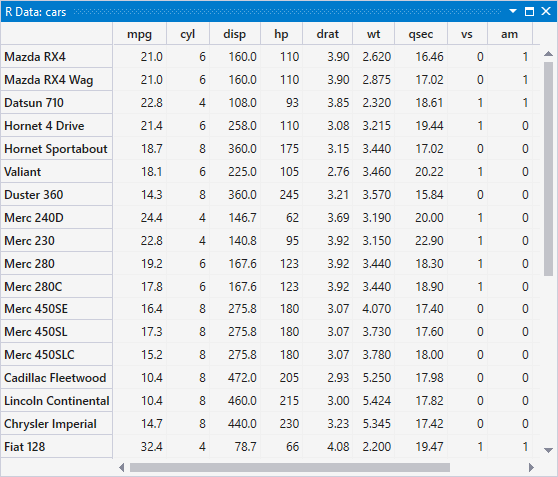 R Data: cars
mpg cyl disp hp drat wt qsec vs am
Mazda RX4 21.0 6 160.0 110 3.90 2.620 16.46 0 1
Mazda RX4 Wag 21.0 6 160.0 110 3.90 2.875 17.02 0 1
Datsun 710 22.8 4 108.0 93 3.85 2.320 18.61 1 1
Hornet 4 Drive 21.4 6 258.0 110 3.08 3.215 19.44 1 0
Hornet Sportabout 18.7 8 360.0 175 3.15 3.440 17.02 0 0
Valiant 18.1 6 225.0 105 2.76 3.460 20.22 1 0
Duster 360 14.3 8 360.0 245 3.21 3.570 15.84 0 0
Merc 240D 24.4 4 146.7 62 3.69 3.190 20.00 1 0
Merc 230 22.8 4 140.8 95 3.92 3.150 22.90 1 0
Merc 280 19.2 6 167.6 123 3.92 3.440 18.30 1 0
Merc 280C 17.8 6 167.6 123 3.92 3.440 18.90 1 0
Merc 450SE 16.4 8 275.8 180 3.07 4.070 17.40 0 0
Merc 450SL 17.3 8 275.8 180 3.07 3.730 17.60 0 0
Merc 450SLC 15.2 8 275.8 180 3.07 3.780 18.00 0 0
Cadillac Fleetwood 10.4 8 472.0 205 2.93 5.250 17.98 0 0
Lincoln Continental 10.4 8 460.0 215 3.00 5.424 17.82 0 0
Chrysler Imperial 14.7 8 440.0 230 3.23 5.345 17.42 0 0
Fiat 128 32.4 4 78.7 66 4.08 2.200 19.47 1 1